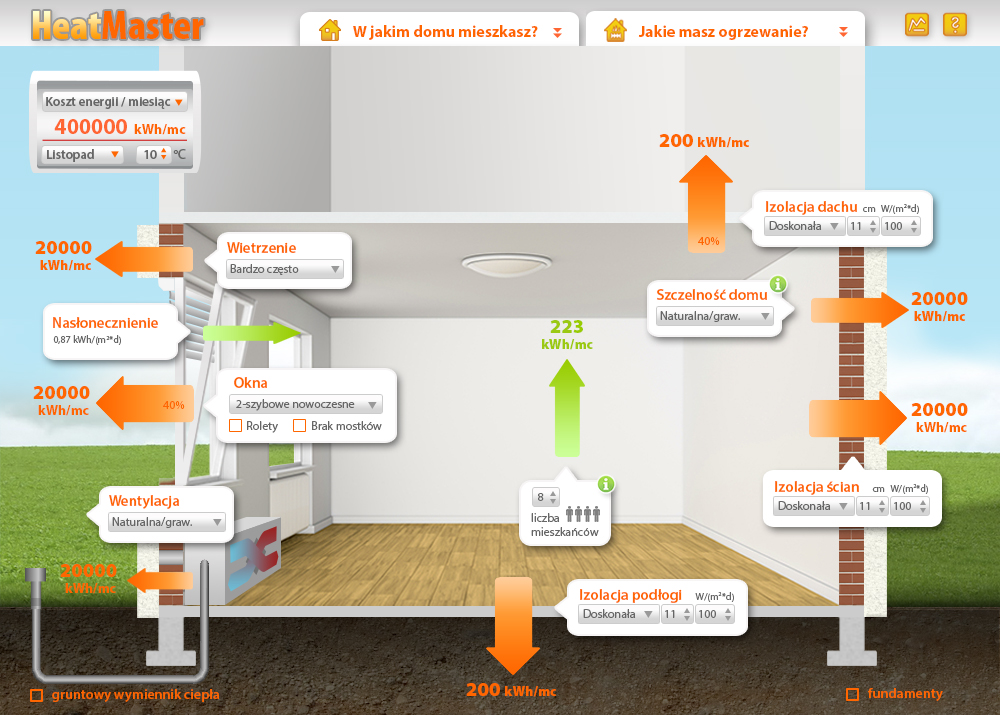 HeatMaster
W jakim domu mieszkasz?
Jakie masz ogrzewanie?
?
Koszt energii / miesiąc
400000 kWh/mc
Listopad
10 °C
200 kWh/mc
40%
Izolacja dachu cm W/(m²*d)
Doskonała 11 100
20000
kWh/mc
Wietrzenie
Bardzo często
Szczelność domu
i
Naturalna/graw.
20000
kWh/mc
Nasłonecznienie
0,87 kWh/(m²*d)
223
kWh/mc
20000
kWh/mc
40%
Okna
2-szybowe nowoczesne
Rolety
Brak mostków
20000
kWh/mc
Wentylacja
Naturalna/graw.
i
8
liczba
mieszkańców
Izolacja ścian cm W/(m²*d)
Doskonała 11 100
20000
kWh/mc
Izolacja podłogi W/(m²*d)
Doskonała 11 100
200 kWh/mc
gruntowy wymiennik ciepła
fundamenty